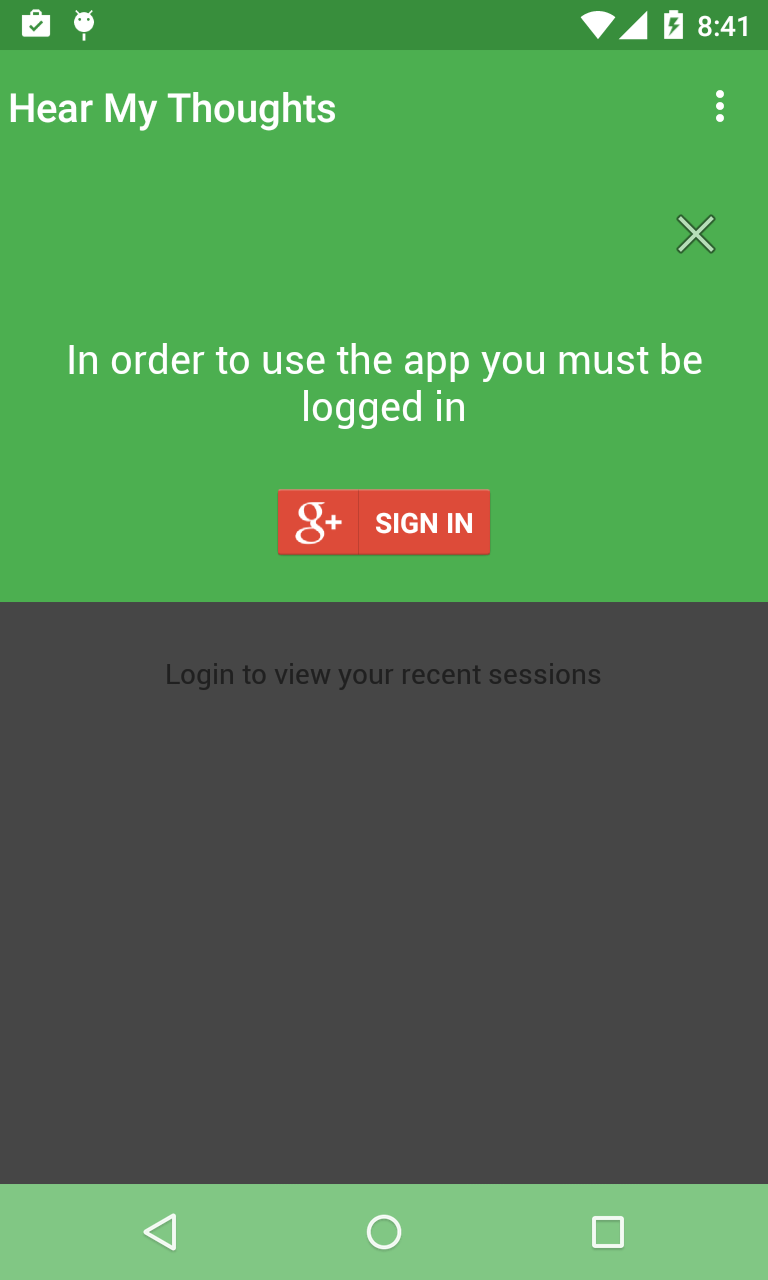 8:41
Hear My Thoughts
In order to use the app you must be
logged in
g+ SIGN IN
Login to view your recent sessions